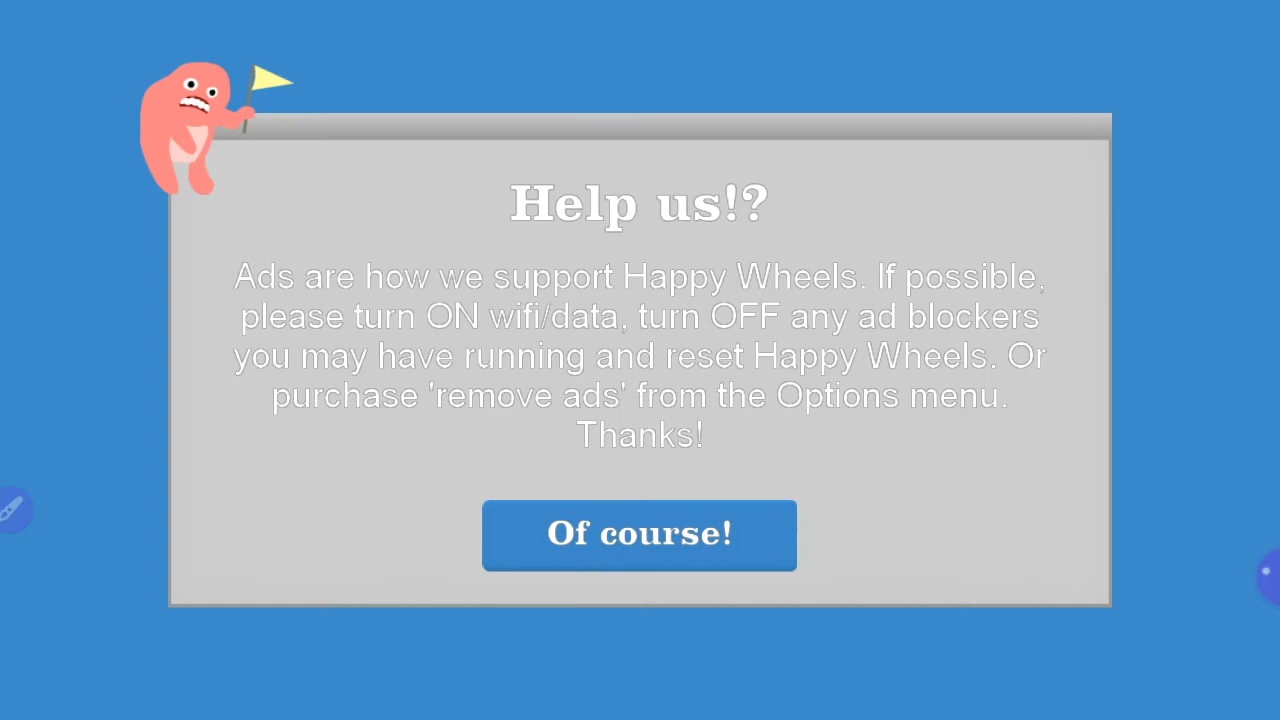 Help us!?
Ads are how we support Happy Wheels. If possible,
please turn ON wifi/data, turn OFF any ad blockers
you may have running and reset Happy Wheels. Or
purchase 'remove ads' from the Options menu.
Thanks!
Of course!